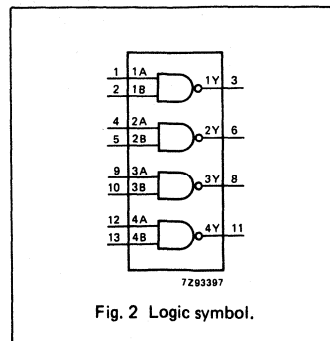 1 1A 1Y 3
2 1B
4 2A 2Y 6
5 2B
9 3A 3Y 8
10 3B
12 4A 4Y 11
13 4B
7Z93397
Fig. 2 Logic symbol.